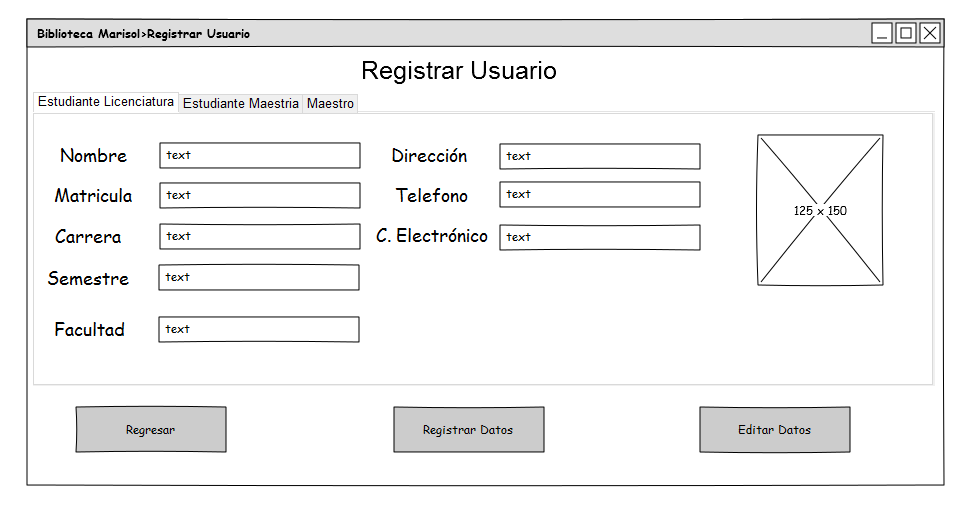 Biblioteca Marisol>Registrar Usuario
Registrar Usuario
Estudiante Licenciatura Estudiante Maestria Maestro
Nombre text Dirección text
Matricula text Telefono text
Carrera text C. Electrónico text
125 x 150
Semestre text
Facultad text
Regresar Registrar Datos Editar Datos